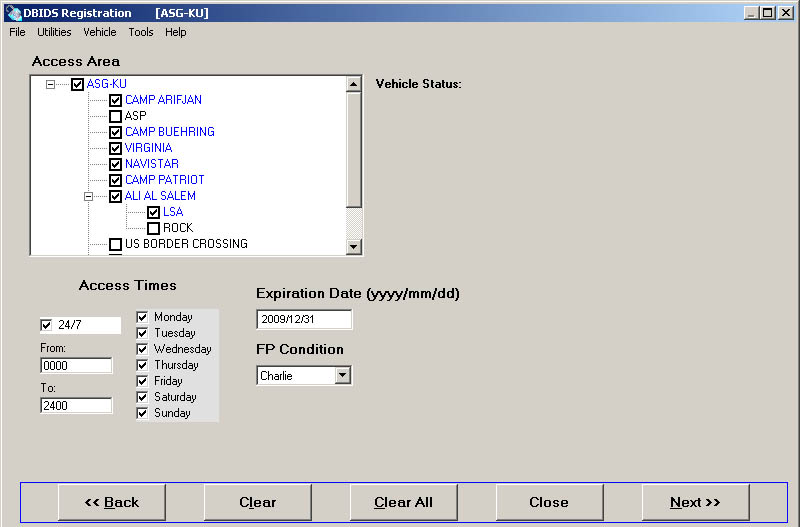 DBIDS Registration [ASG-KU]
File Utilities Vehicle Tools Help
Access Area
Vehicle Status:
ASG-KU
CAMP ARIFJAN
ASP
CAMP BUEHRING
VIRGINIA
NAVISTAR
CAMP PATRIOT
ALI AL SALEM
LSA
ROCK
US BORDER CROSSING
Access Times
24/7
From:
0000
To:
2400
Monday
Tuesday
Wednesday
Thursday
Friday
Saturday
Sunday
Expiration Date (yyyy/mm/dd)
2009/12/31
FP Condition
Charlie
<< Back Clear Clear All Close Next >>